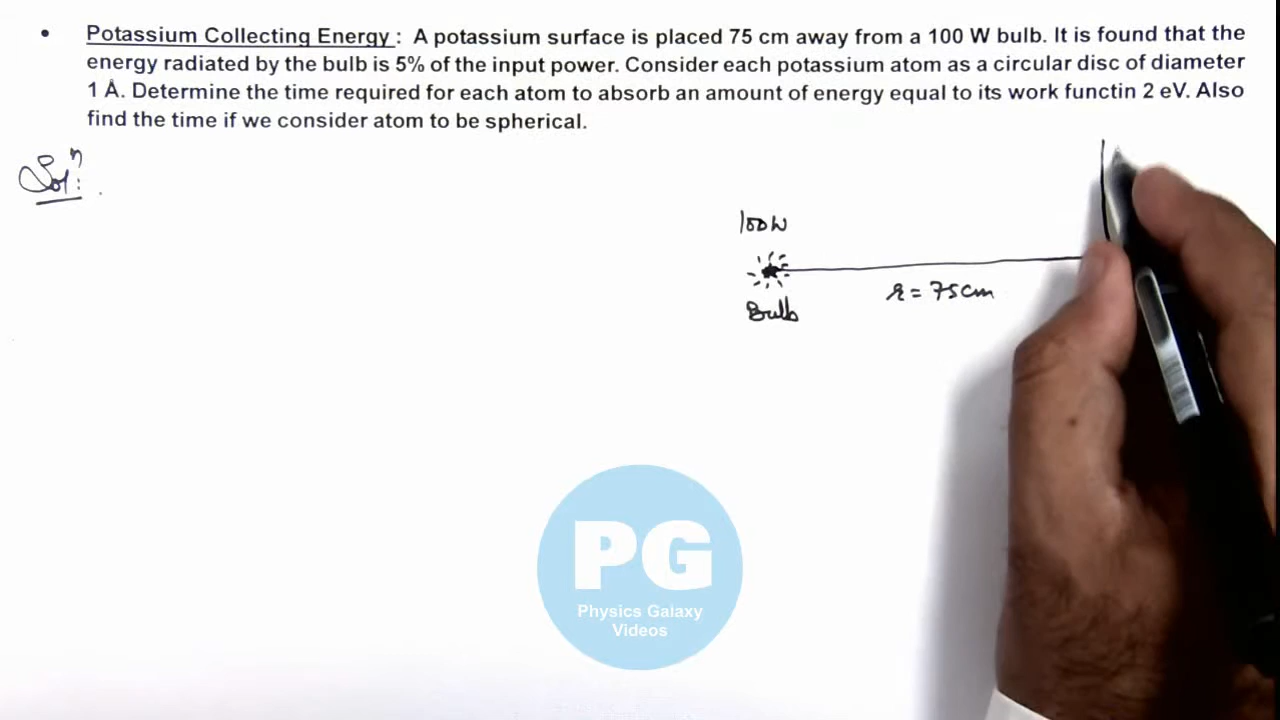 • Potassium Collecting Energy : A potassium surface is placed 75 cm away from a 100 W bulb. It is found that the
energy radiated by the bulb is 5% of the input power. Consider each potassium atom as a circular disc of diameter
1 Å. Determine the time required for each atom to absorb an amount of energy equal to its work functin 2 eV. Also
find the time if we consider atom to be spherical.
Solⁿ:
100W
r = 75cm
Bulb
PG
Physics Galaxy
Videos